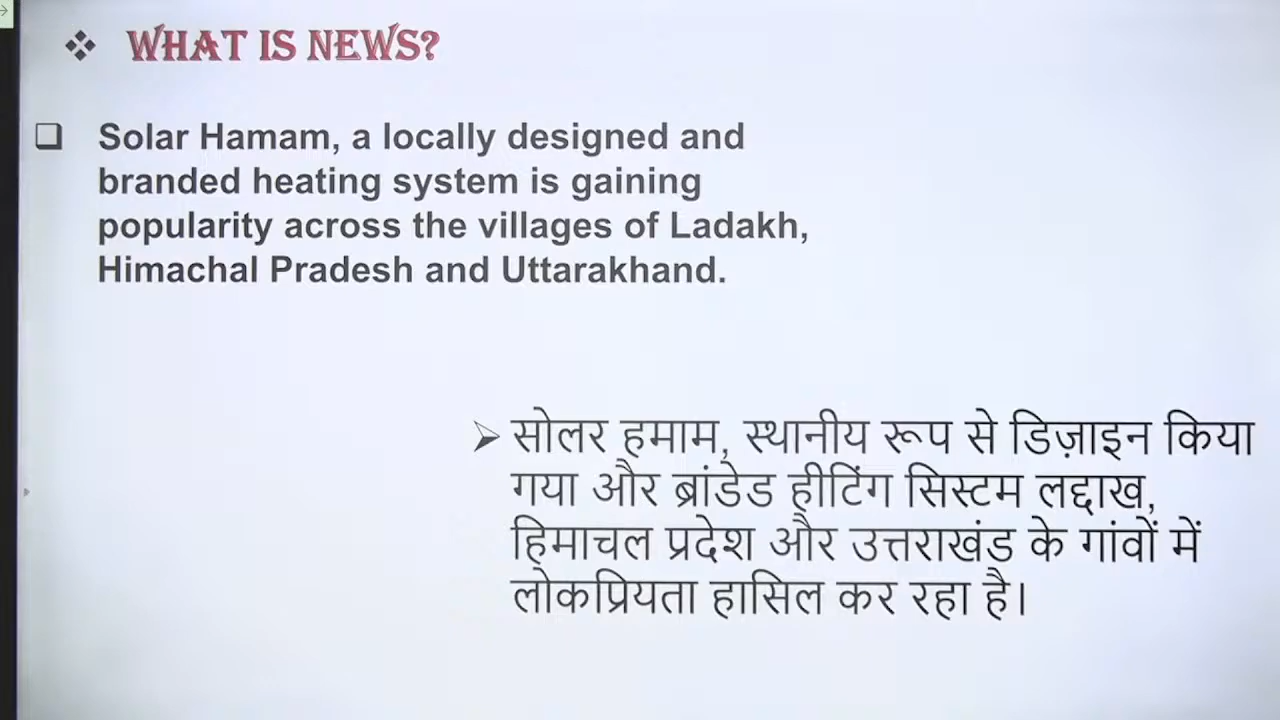 WHAT IS NEWS?
Solar Hamam, a locally designed and
branded heating system is gaining
popularity across the villages of Ladakh,
Himachal Pradesh and Uttarakhand.
सोलर हमाम, स्थानीय रूप से डिज़ाइन किया
गया और ब्रांडेड हीटिंग सिस्टम लद्दाख,
हिमाचल प्रदेश और उत्तराखंड के गांवों में
लोकप्रियता हासिल कर रहा है।